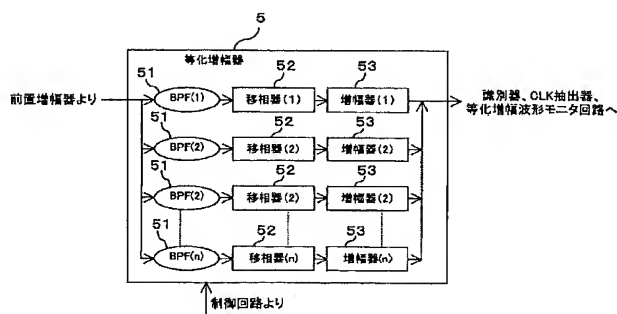 5
等化増幅器
51
52
53
前置増幅器より
BPF(1)
移相器(1)
増幅器(1)
識別器、CLK抽出器、
等化増幅波形モニタ回路へ
51
52
53
BPF(2)
移相器(2)
増幅器(2)
51
52
53
BPF(2)
移相器(2)
増幅器(2)
51
52
53
BPF(n)
移相器(n)
増幅器(n)
制御回路より